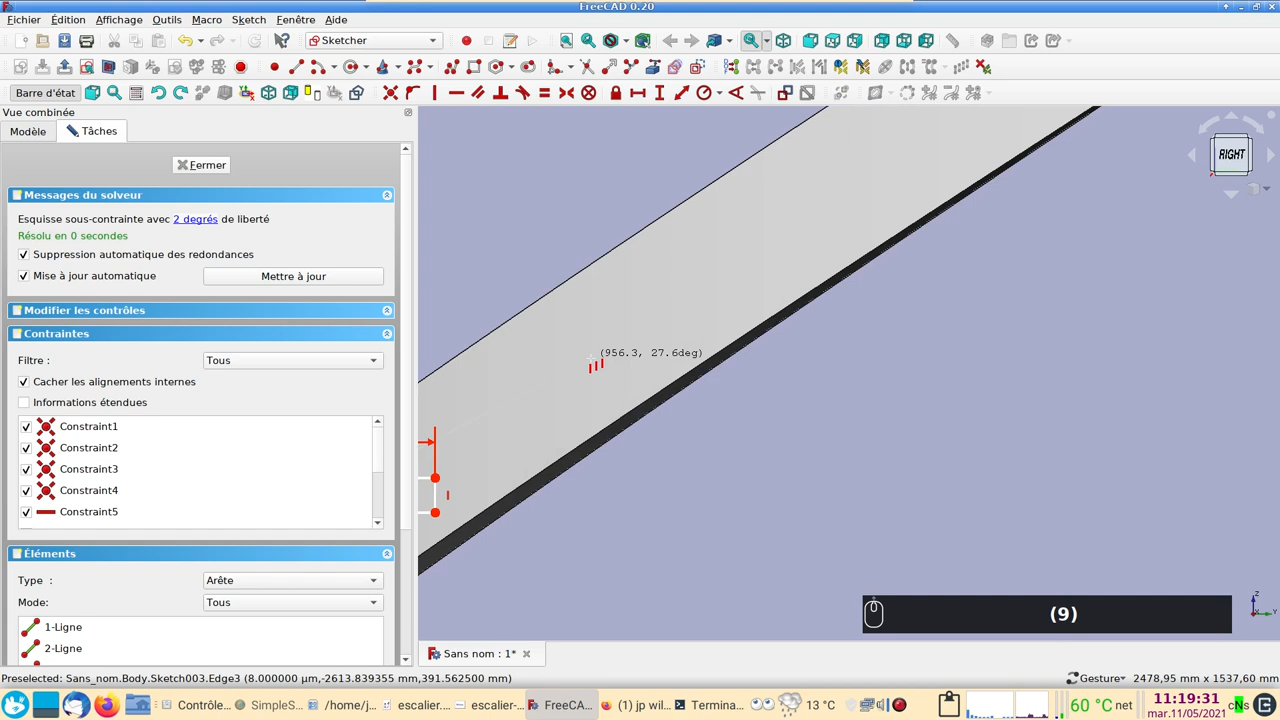 FreeCAD 0.20
Fichier Édition Affichage Outils Macro Sketch Fenêtre Aide
Sketcher
Barre d'état
Vue combinée
Modèle Tâches
Fermer
Messages du solveur
Esquisse sous-contrainte avec 2 degrés de liberté
Résolu en 0 secondes
Suppression automatique des redondances
Mise à jour automatique Mettre à jour
Modifier les contrôles
Contraintes
Filtre : Tous
Cacher les alignements internes
Informations étendues
Constraint1
Constraint2
Constraint3
Constraint4
Constraint5
Éléments
Type : Arête
Mode: Tous
1-Ligne
2-Ligne
(956.3, 27.6deg)
RIGHT
(9)
Z
Y
Sans nom : 1*
Preselected: Sans_nom.Body.Sketch003.Edge3 (8.000000 µm,-2613.839355 mm,391.562500 mm)
Gesture 2478,95 mm x 1537,60 mm
Contrôle... SimpleS... /home/j... escalier... escalier-... FreeCA... (1) jp wil... Termina... 13 °C
60 °C net
11:19:31
mar.11/05/2021
cNs